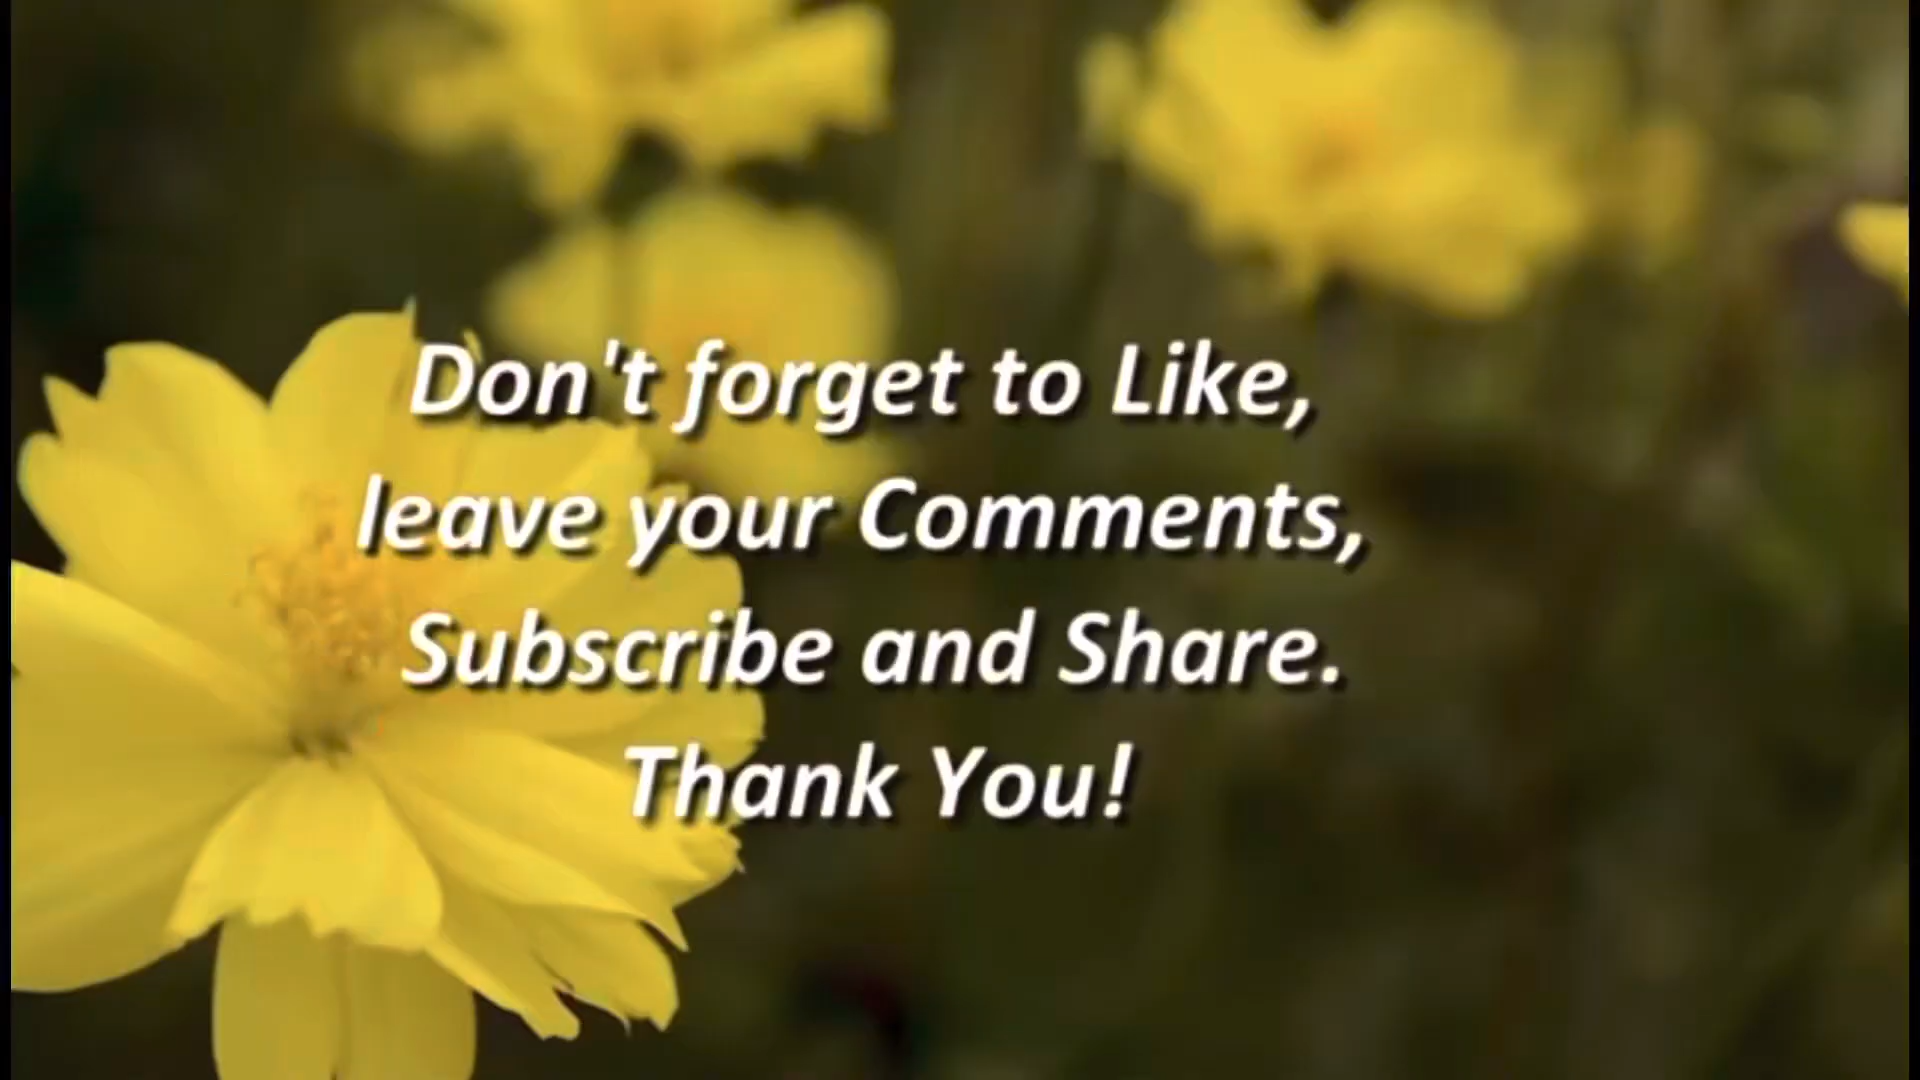 Don't forget to Like,
leave your Comments,
Subscribe and Share.
Thank You!